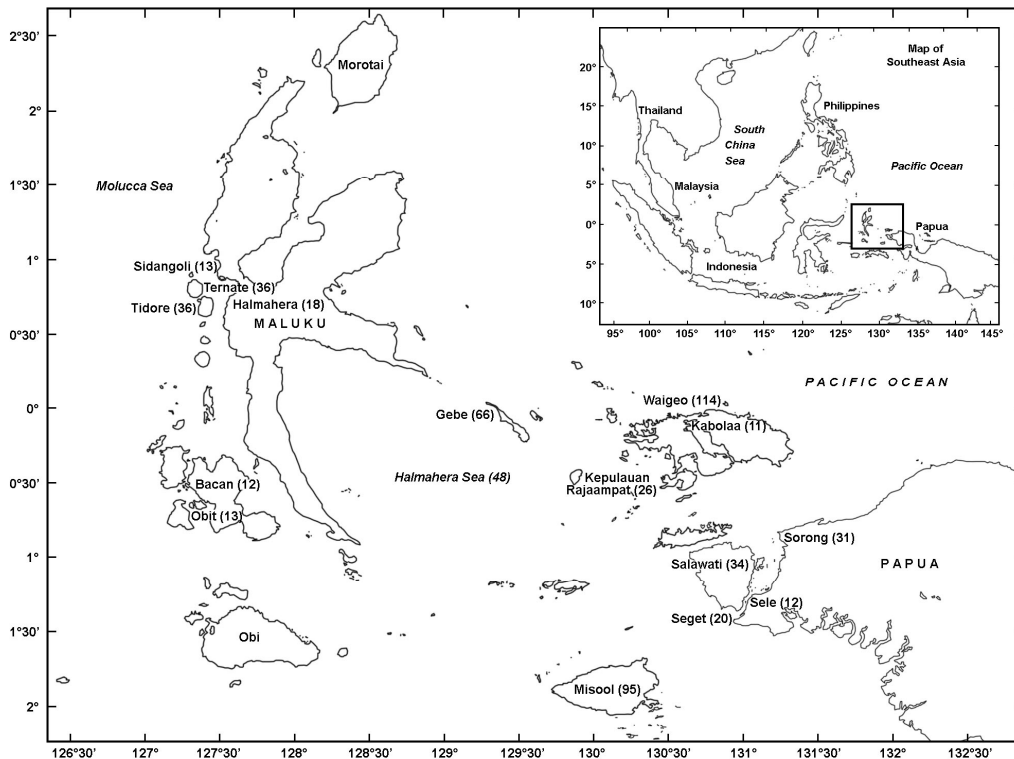 2°30'
2°
1°30'
1°
0°30'
0°
0°30'
1°
1°30'
2°
126°30'
127°
127°30'
128°
128°30'
129°
129°30'
130°
130°30'
131°
131°30'
132°
132°30'
Morotai
Molucca Sea
Sidangoli (13)
Ternate (36)
Tidore (36)
Halmahera (18)
MALUKU
Gebe (66)
Halmahera Sea (48)
Bacan (12)
Obit (13)
Obi
PACIFIC OCEAN
Waigeo (114)
Kabolaa (11)
Kepulauan
Rajaampat (26)
Sorong (31)
Salawati (34)
PAPUA
Sele (12)
Seget (20)
Misool (95)
Map of
Southeast Asia
20°
15°
10°
5°
0°
5°
10°
95°
100°
105°
110°
115°
120°
125°
130°
135°
140°
145°
Thailand
Philippines
South
China
Sea
Pacific Ocean
Malaysia
Papua
Indonesia